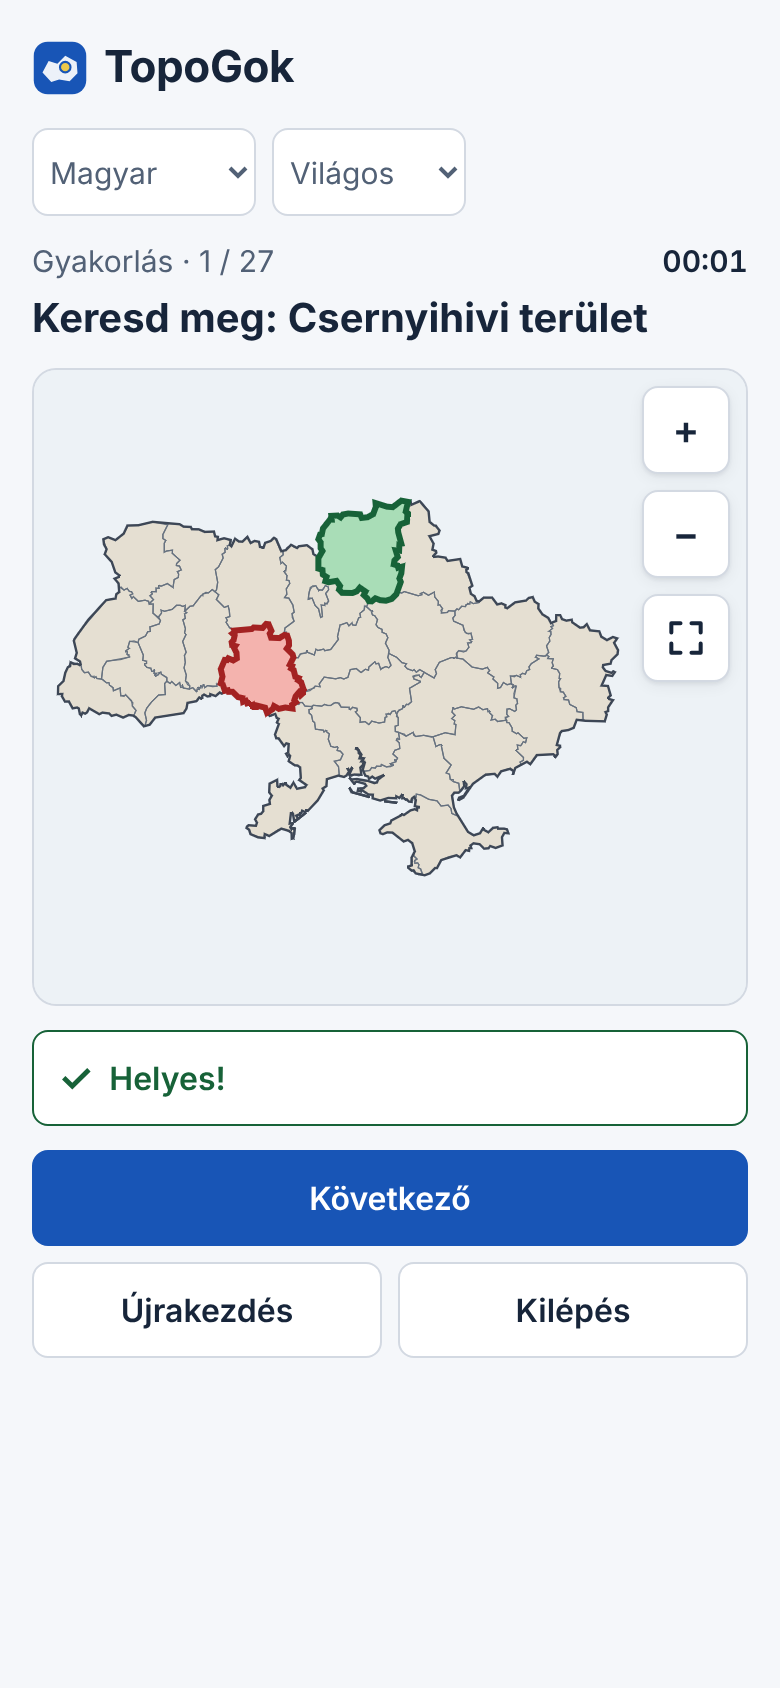 TopoGok
Magyar
Világos
Gyakorlás · 1 / 27
00:01
Keresd meg: Csernyihivi terület
+
−
Helyes!
Következő
Újrakezdés
Kilépés